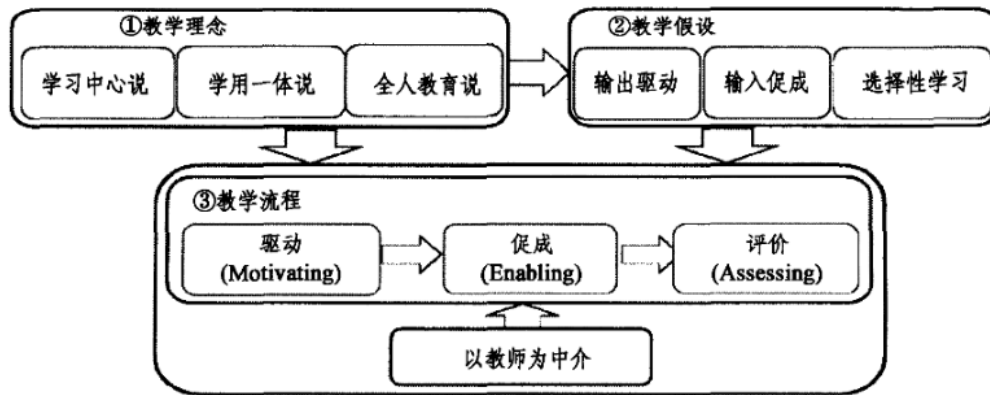 ①教学理念
②教学假设
学习中心说
学用一体说
全人教育说
输出驱动
输入促成
选择性学习
③教学流程
驱动
(Motivating)
促成
(Enabling)
评价
(Assessing)
以教师为中介